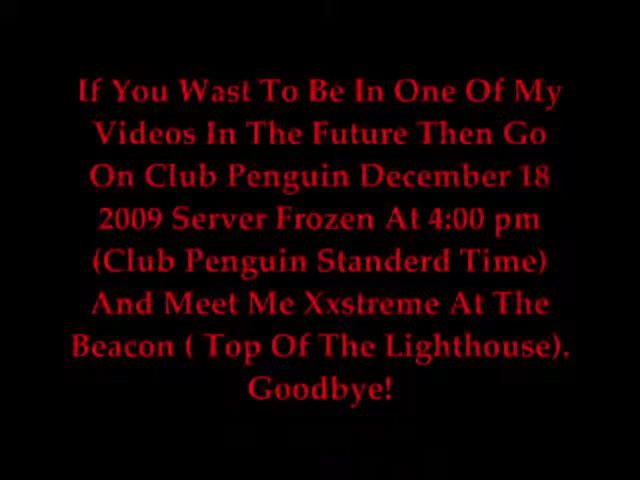 If You Wast To Be In One Of My
Videos In The Future Then Go
On Club Penguin December 18
2009 Server Frozen At 4:00 pm
(Club Penguin Standerd Time)
And Meet Me Xxstreme At The
Beacon ( Top Of The Lighthouse).
Goodbye!